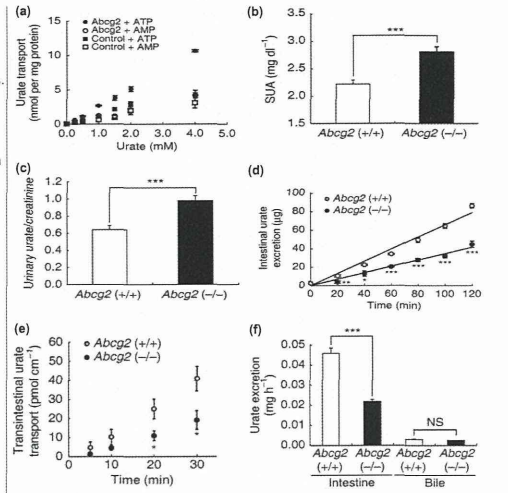 (a)
Abcg2 + ATP
Abcg2 + AMP
Control + ATP
Control + AMP
Urate transport
(nmol per mg protein)
15
10
5
0
0.0 1.0 2.0 3.0 4.0 5.0
Urate (mM)
(b)
***
SUA (mg dl⁻¹)
3.5
3.0
2.5
2.0
1.5
Abcg2 (+/+) Abcg2 (−/−)
(c)
***
Urinary urate/creatinine
1.2
1.0
0.8
0.6
0.4
0.2
0.0
Abcg2 (+/+) Abcg2 (−/−)
(d)
Abcg2 (+/+)
Abcg2 (−/−)
Intestinal urate
excretion (µg)
100
80
60
40
20
0
** * *** *** *** ***
0 20 40 60 80 100 120
Time (min)
(e)
Abcg2 (+/+)
Abcg2 (−/−)
Transintestinal urate
transport (pmol cm⁻¹)
60
50
40
30
20
10
0
* *
0 10 20 30
Time (min)
(f)
***
NS
Urate excretion
(mg h⁻¹)
0.05
0.04
0.03
0.02
0.01
0.00
Abcg2 Abcg2 Abcg2 Abcg2
(+/+) (−/−) (+/+) (−/−)
Intestine Bile